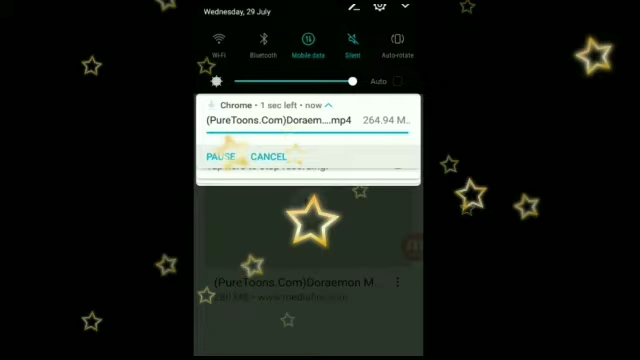 Wednesday, 29 July
Wi-Fi
Bluetooth
Mobile data
Silent
Auto-rotate
Auto
Chrome • 1 sec left • now
(PureToons.Com)Doraem....mp4 264.94 M..
PAUSE CANCEL
(PureToons.Com)Doraemon M...